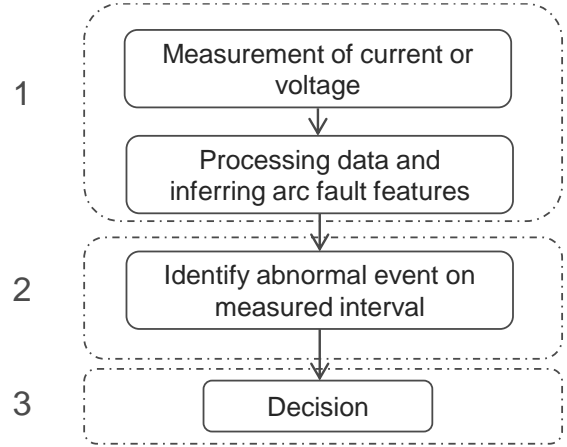 1
Measurement of current or
voltage
Processing data and
inferring arc fault features
2
Identify abnormal event on
measured interval
3
Decision